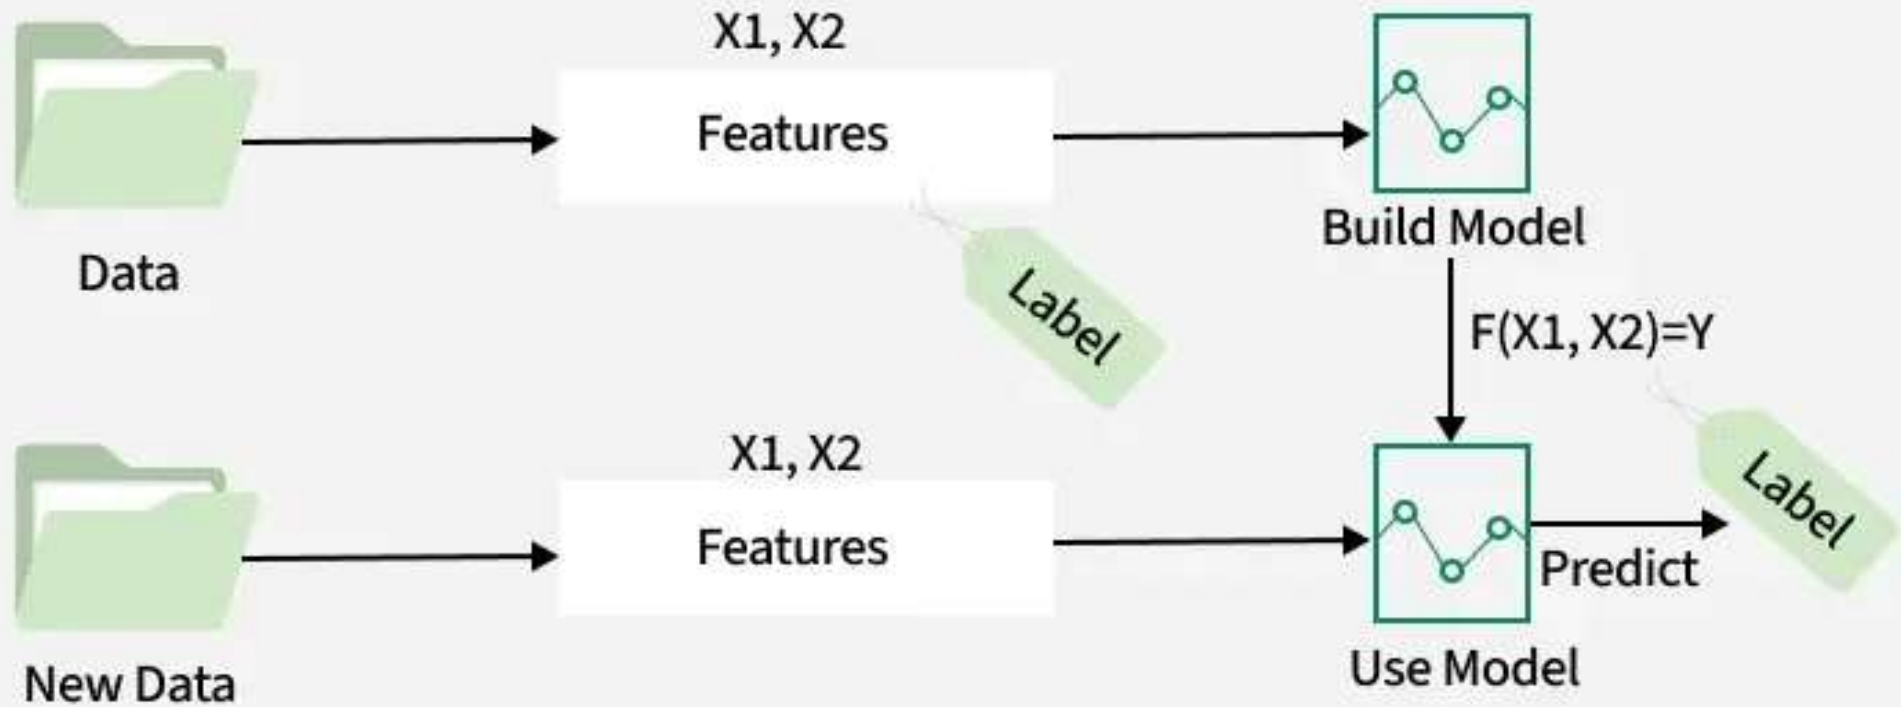 X1, X2
Features
Data
Label
Build Model
F(X1, X2)=Y
X1, X2
Features
New Data
Label
Predict
Use Model